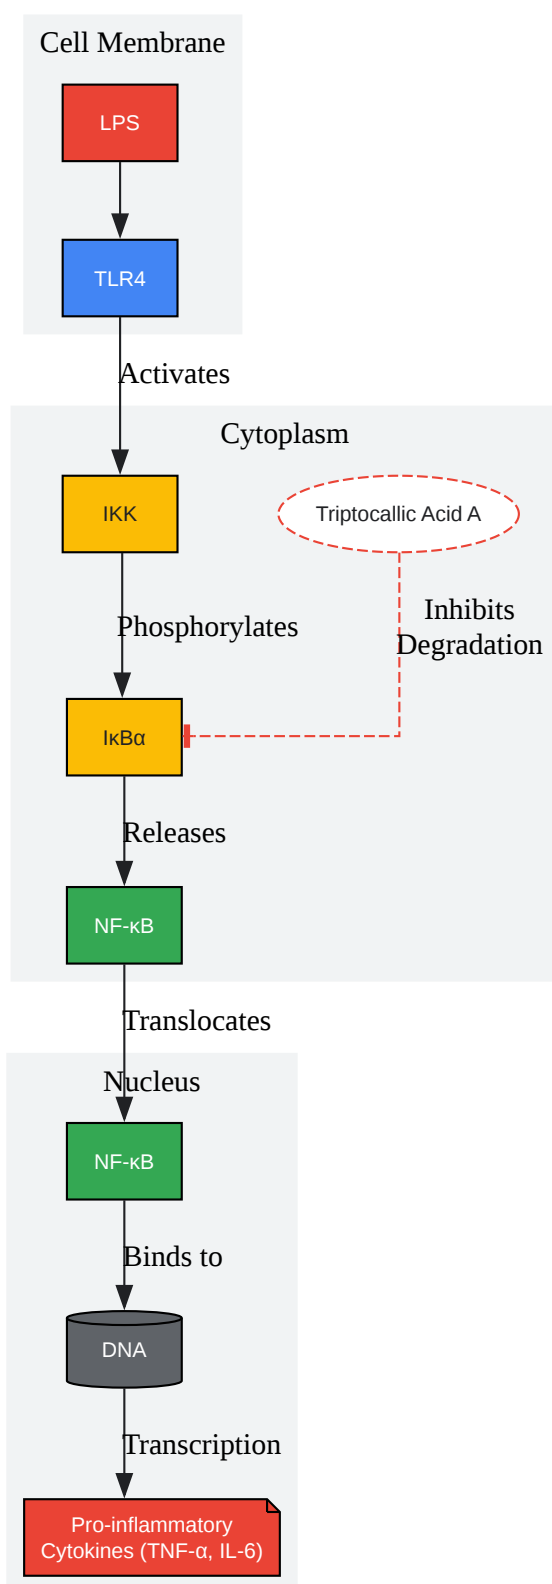 Cell Membrane
LPS
TLR4
Activates
Cytoplasm
IKK
Triptocallic Acid A
Phosphorylates
Inhibits
Degradation
IκBα
Releases
NF-κB
Translocates
Nucleus
NF-κB
Binds to
DNA
Transcription
Pro-inflammatory
Cytokines (TNF-α, IL-6)